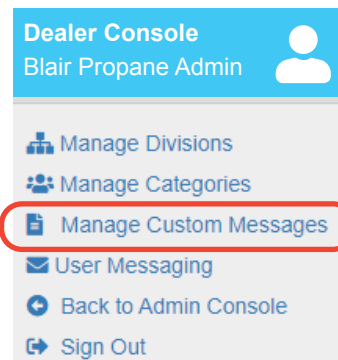 Dealer Console
Blair Propane Admin
Manage Divisions
Manage Categories
Manage Custom Messages
User Messaging
Back to Admin Console
Sign Out